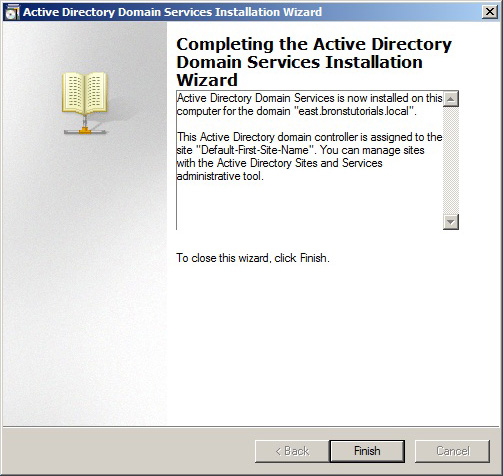 Active Directory Domain Services Installation Wizard
Completing the Active Directory
Domain Services Installation
Wizard
Active Directory Domain Services is now installed on this
computer for the domain "east.bronstutorials.local".
This Active Directory domain controller is assigned to the
site "Default-First-Site-Name". You can manage sites
with the Active Directory Sites and Services
administrative tool.
To close this wizard, click Finish.
< Back
Finish
Cancel